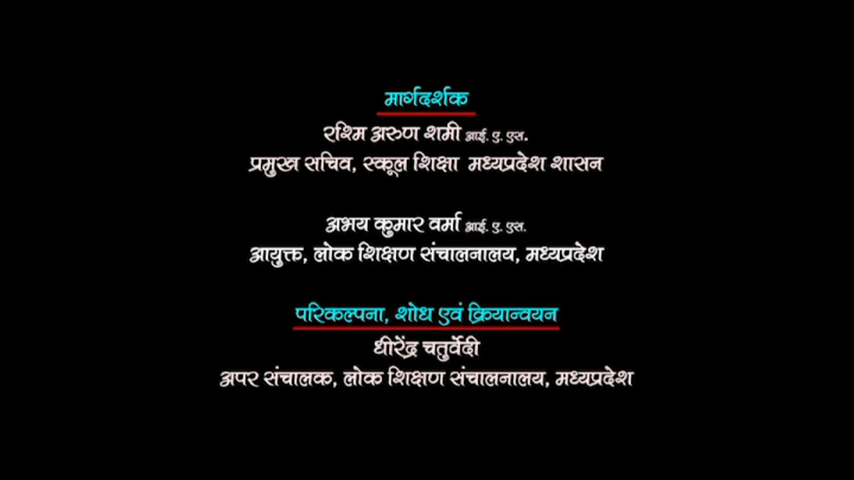 मार्गदर्शक
रश्मि अरुण शमी आई. ए. एस.
प्रमुख सचिव, स्कूल शिक्षा मध्यप्रदेश शासन
अभय कुमार वर्मा आई. ए. एस.
आयुक्त, लोक शिक्षण संचालनालय, मध्यप्रदेश
परिकल्पना, शोध एवं क्रियान्वयन
धीरेंद्र चतुर्वेदी
अपर संचालक, लोक शिक्षण संचालनालय, मध्यप्रदेश